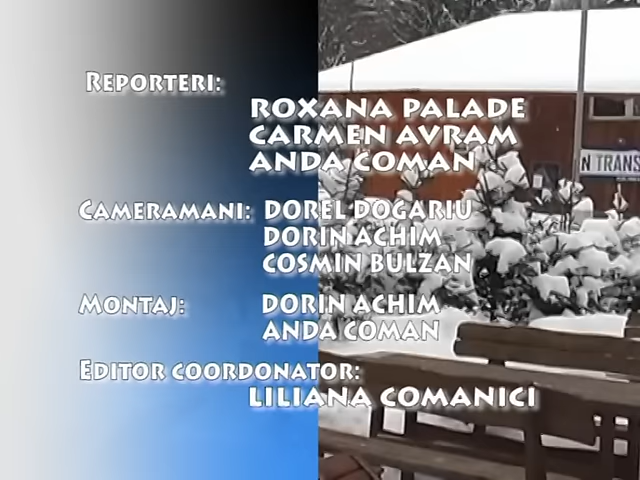 REPORTERI:
ROXANA PALADE
CARMEN AVRAM
ANDA COMAN
CAMERAMANI: DOREL DOGARIU
DORIN ACHIM
COSMIN BULZAN
MONTAJ: DORIN ACHIM
ANDA COMAN
EDITOR COORDONATOR:
LILIANA COMANICI
N TRANS